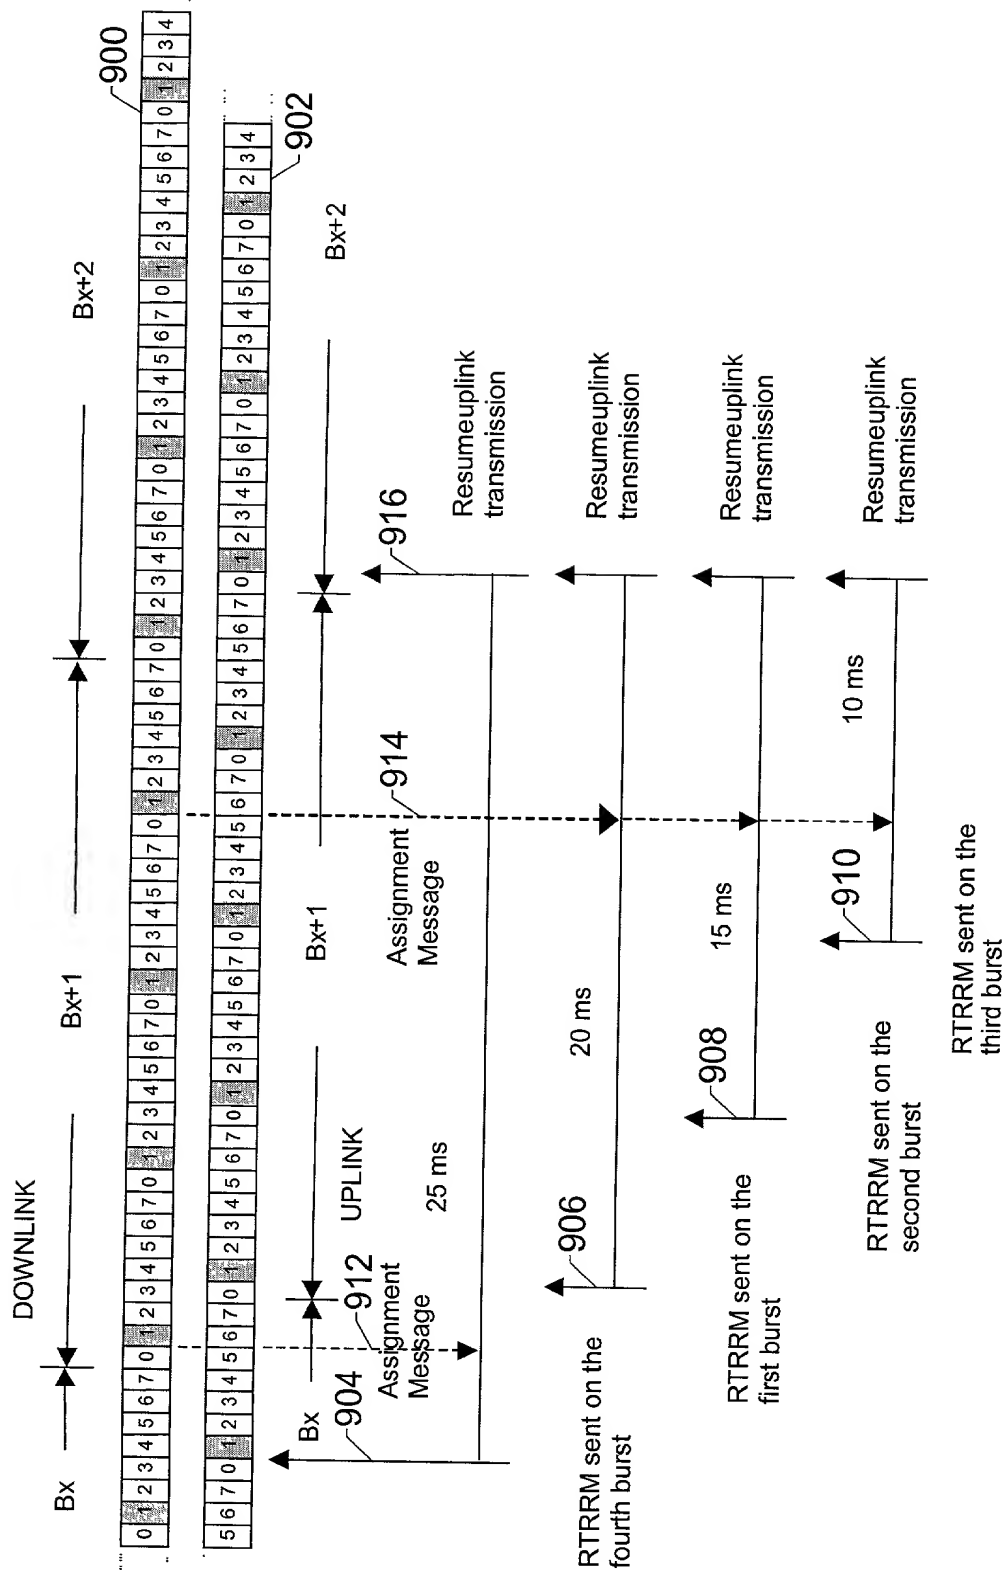 DOWNLINK
Bx
Bx+1
Bx+2
900
0 1 2 3 4 5 6 7 0 1 2 3 4 5 6 7 0 1 2 3 4 5 6 7 0 1 2 3 4 5 6 7 0 1 2 3 4 5 6 7 0 1 2 3 4 5 6 7 0 1 2 3 4 5 6 7 0 1 2 3 4 5 6 7 0 1 2 3 4
5 6 7 0 1 2 3 4 5 6 7 0 1 2 3 4 5 6 7 0 1 2 3 4 5 6 7 0 1 2 3 4 5 6 7 0 1 2 3 4 5 6 7 0 1 2 3 4 5 6 7 0 1 2 3 4 5 6 7 0 1 2 3 4
902
Bx
UPLINK
Bx+1
Bx+2
904
912
Assignment
Message
914
Assignment
Message
916
25 ms
Resumeuplink
transmission
906
20 ms
Resumeuplink
transmission
RTRRM sent on the
fourth burst
908
15 ms
Resumeuplink
transmission
RTRRM sent on the
first burst
910
10 ms
Resumeuplink
transmission
RTRRM sent on the
second burst
RTRRM sent on the
third burst